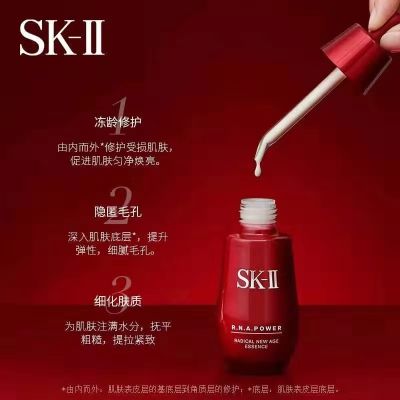 SK-II
1
冻龄修护
由内而外*修护受损肌肤,
促进肌肤匀净焕亮。
2
隐匿毛孔
深入肌肤底层*,提升
弹性,细腻毛孔。
3
细化肤质
为肌肤注满水分,抚平
粗糙,提拉紧致
SK-II
R.N.A.POWER
RADICAL NEW AGE
ESSENCE
*由内而外:肌肤表皮层的基底层到角质层的修护;*底层,肌肤表皮层底层.